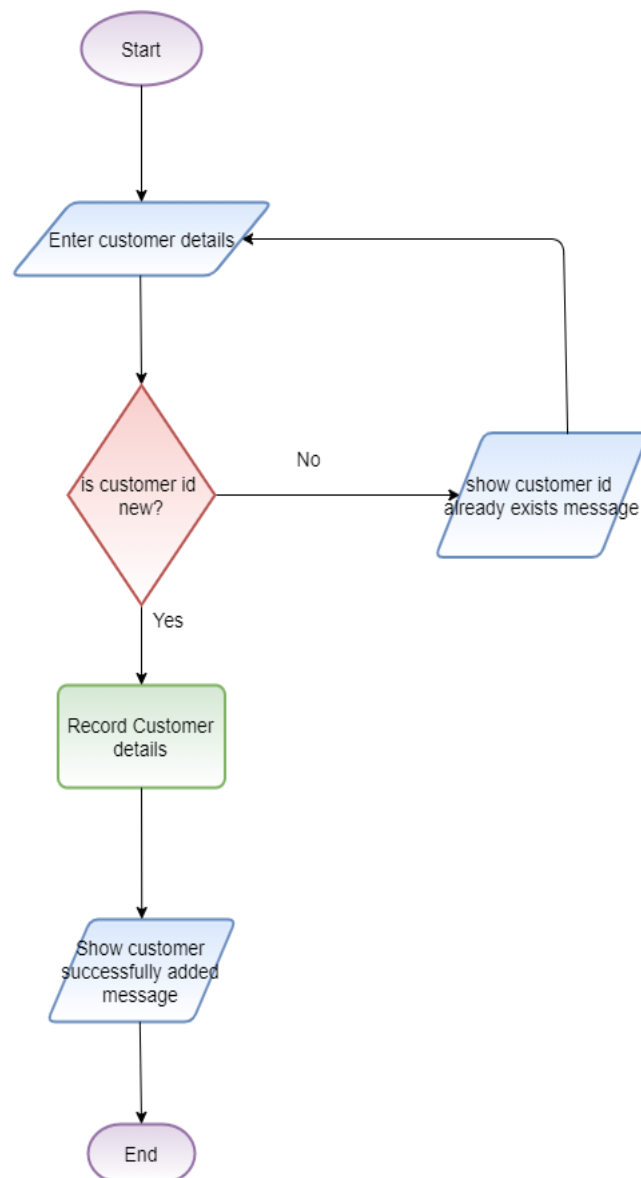 Start
Enter customer details
is customer id
new?
No
show customer id
already exists message
Yes
Record Customer
details
Show customer
successfully added
message
End